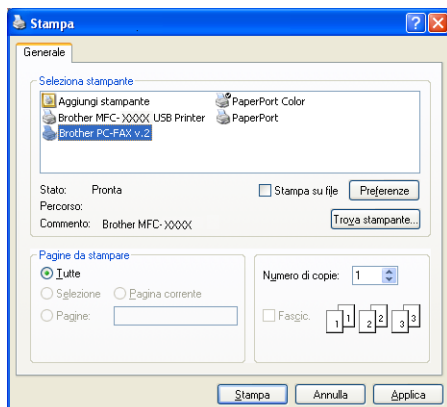 Stampa
Generale
Seleziona stampante
Aggiungi stampante
PaperPort Color
Brother MFC-XXXX USB Printer
PaperPort
Brother PC-FAX v.2
Stato: Pronta
Stampa su file
Preferenze
Percorso:
Commento: Brother MFC-XXXX
Trova stampante...
Pagine da stampare
Tutte
Numero di copie: 1
Selezione
Pagina corrente
Pagine:
Fascic.
1 1 2 2 3 3
Stampa
Annulla
Applica